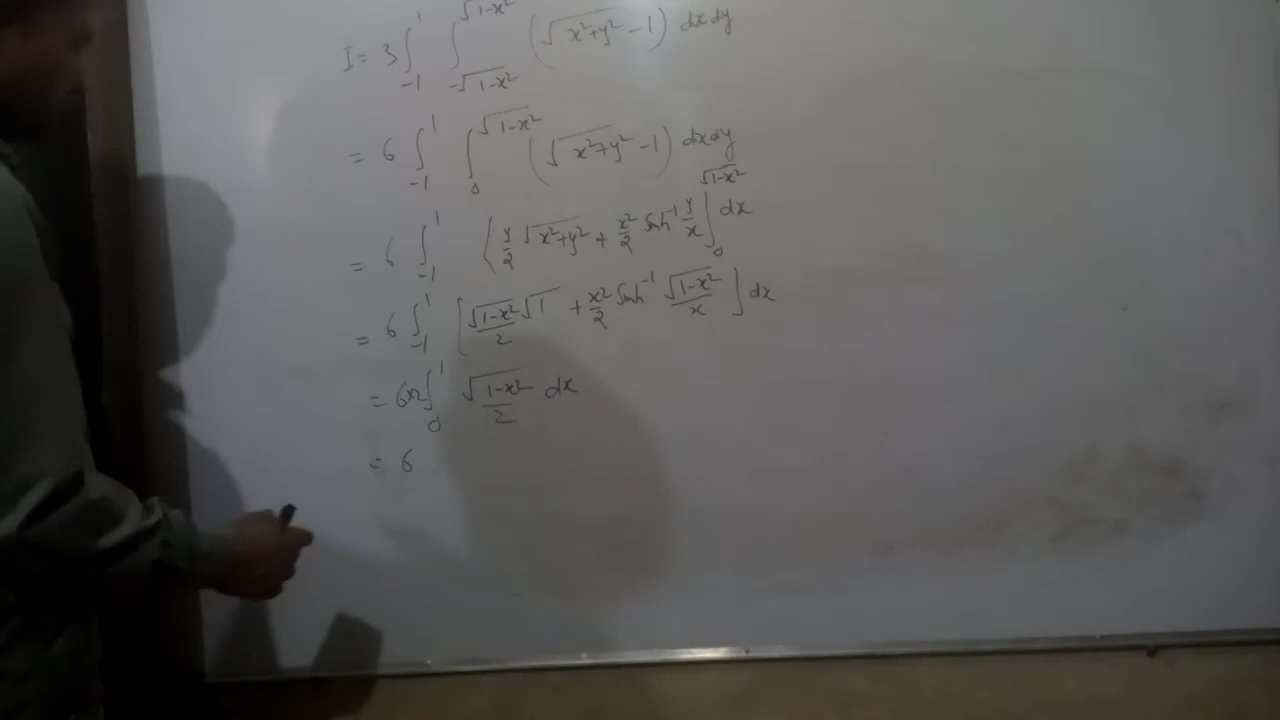 I = 3 ∫_{-1}^{1} ∫_{-√1-x²}^{√1-x²} (√x²+y² - 1) dx dy
= 6 ∫_{-1}^{1} ∫_{0}^{√1-x²} (√x²+y² - 1) dx dy
= 6 ∫_{-1}^{1} [y/2 √x²+y² + x²/2 sinh⁻¹ y/x]_{0}^{√1-x²} dx
= 6 ∫_{-1}^{1} [√1-x²/2 √1 + x²/2 sinh⁻¹ √1-x²/x] dx
= 6×2 ∫_{0}^{1} √1-x²/2 dx
= 6